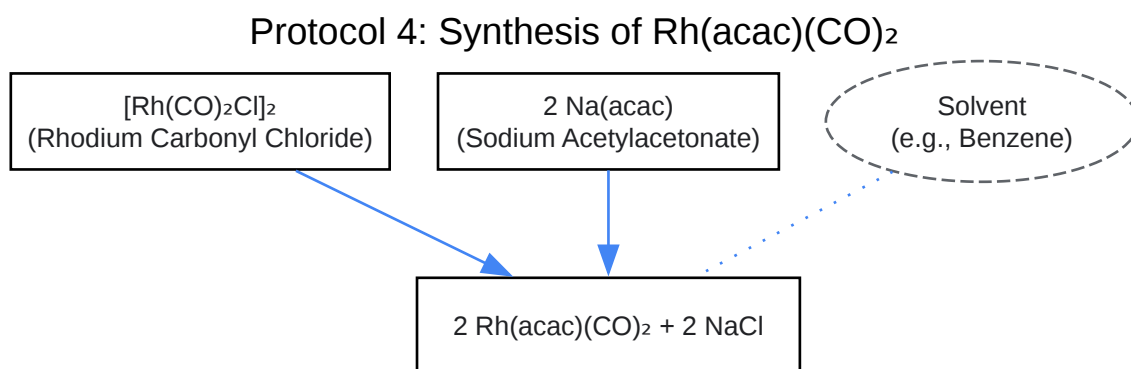 Protocol 4: Synthesis of Rh(acac)(CO)₂
[Rh(CO)₂Cl]₂
(Rhodium Carbonyl Chloride)
2 Na(acac)
(Sodium Acetylacetonate)
Solvent
(e.g., Benzene)
2 Rh(acac)(CO)₂ + 2 NaCl